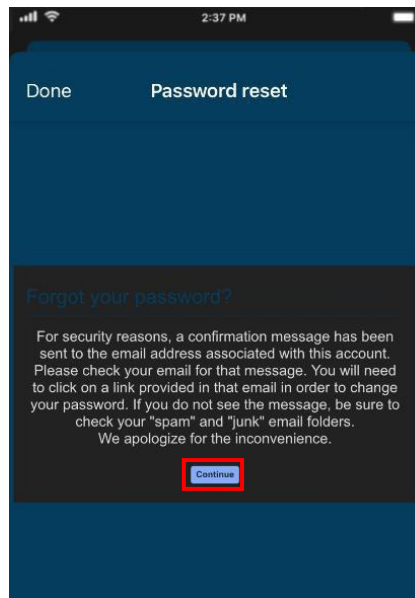 2:37 PM
Done Password reset
Forgot your password?
For security reasons, a confirmation message has been
sent to the email address associated with this account.
Please check your email for that message. You will need
to click on a link provided in that email in order to change
your password. If you do not see the message, be sure to
check your "spam" and "junk" email folders.
We apologize for the inconvenience.
Continue